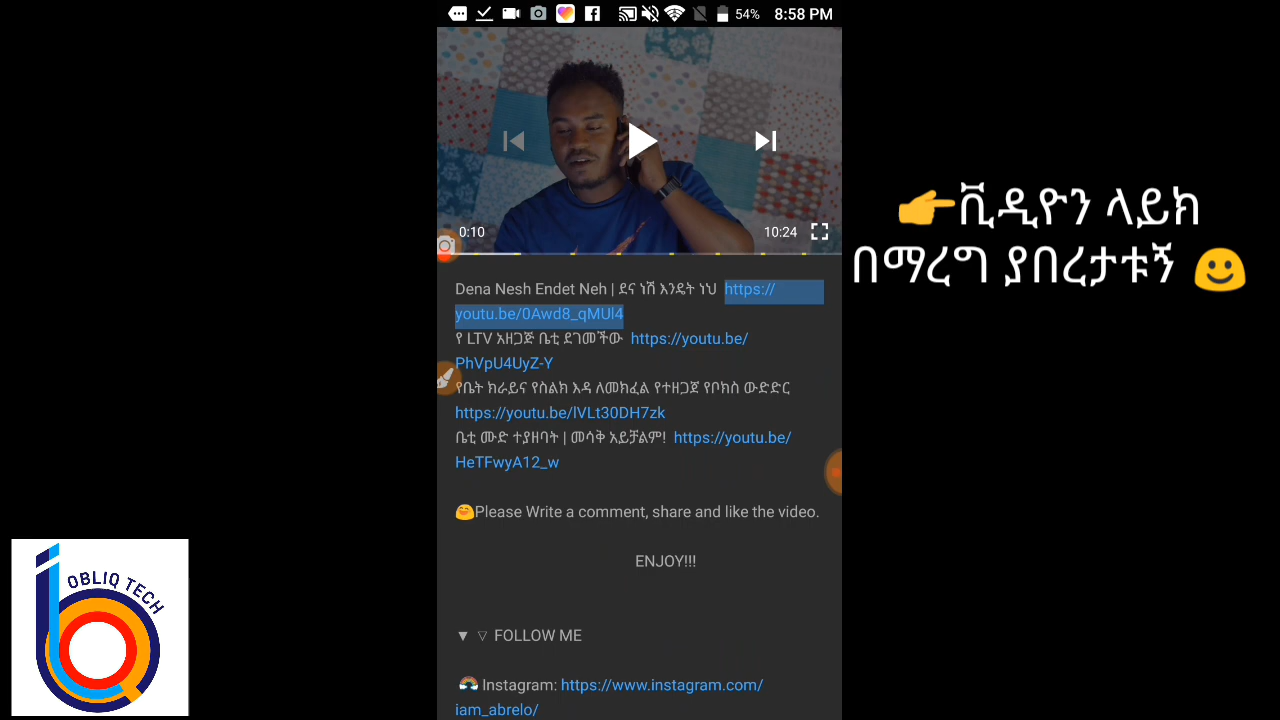 54% 8:58 PM
0:10
10:24
👉ቪዲዮን ላይክ
በማረግ ያበረታቱኝ 🙂
Dena Nesh Endet Neh | ደና ነሽ እንዴት ነህ https://
youtu.be/0Awd8_qMUl4
የ LTV አዘጋጅ ቤቲ ደገመችው https://youtu.be/
PhVpU4UyZ-Y
የቤት ክራይና የስልክ እዳ ለመክፈል የተዘጋጀ የቦክስ ውድድር
https://youtu.be/lVLt30DH7zk
ቤቲ ሙድ ተያዘባት | መሳቅ አይቻልም! https://youtu.be/
HeTFwyA12_w
🤗Please Write a comment, share and like the video.
ENJOY!!!
▼ ▽ FOLLOW ME
Instagram: https://www.instagram.com/
iam_abrelo/
OBLIQ TECH